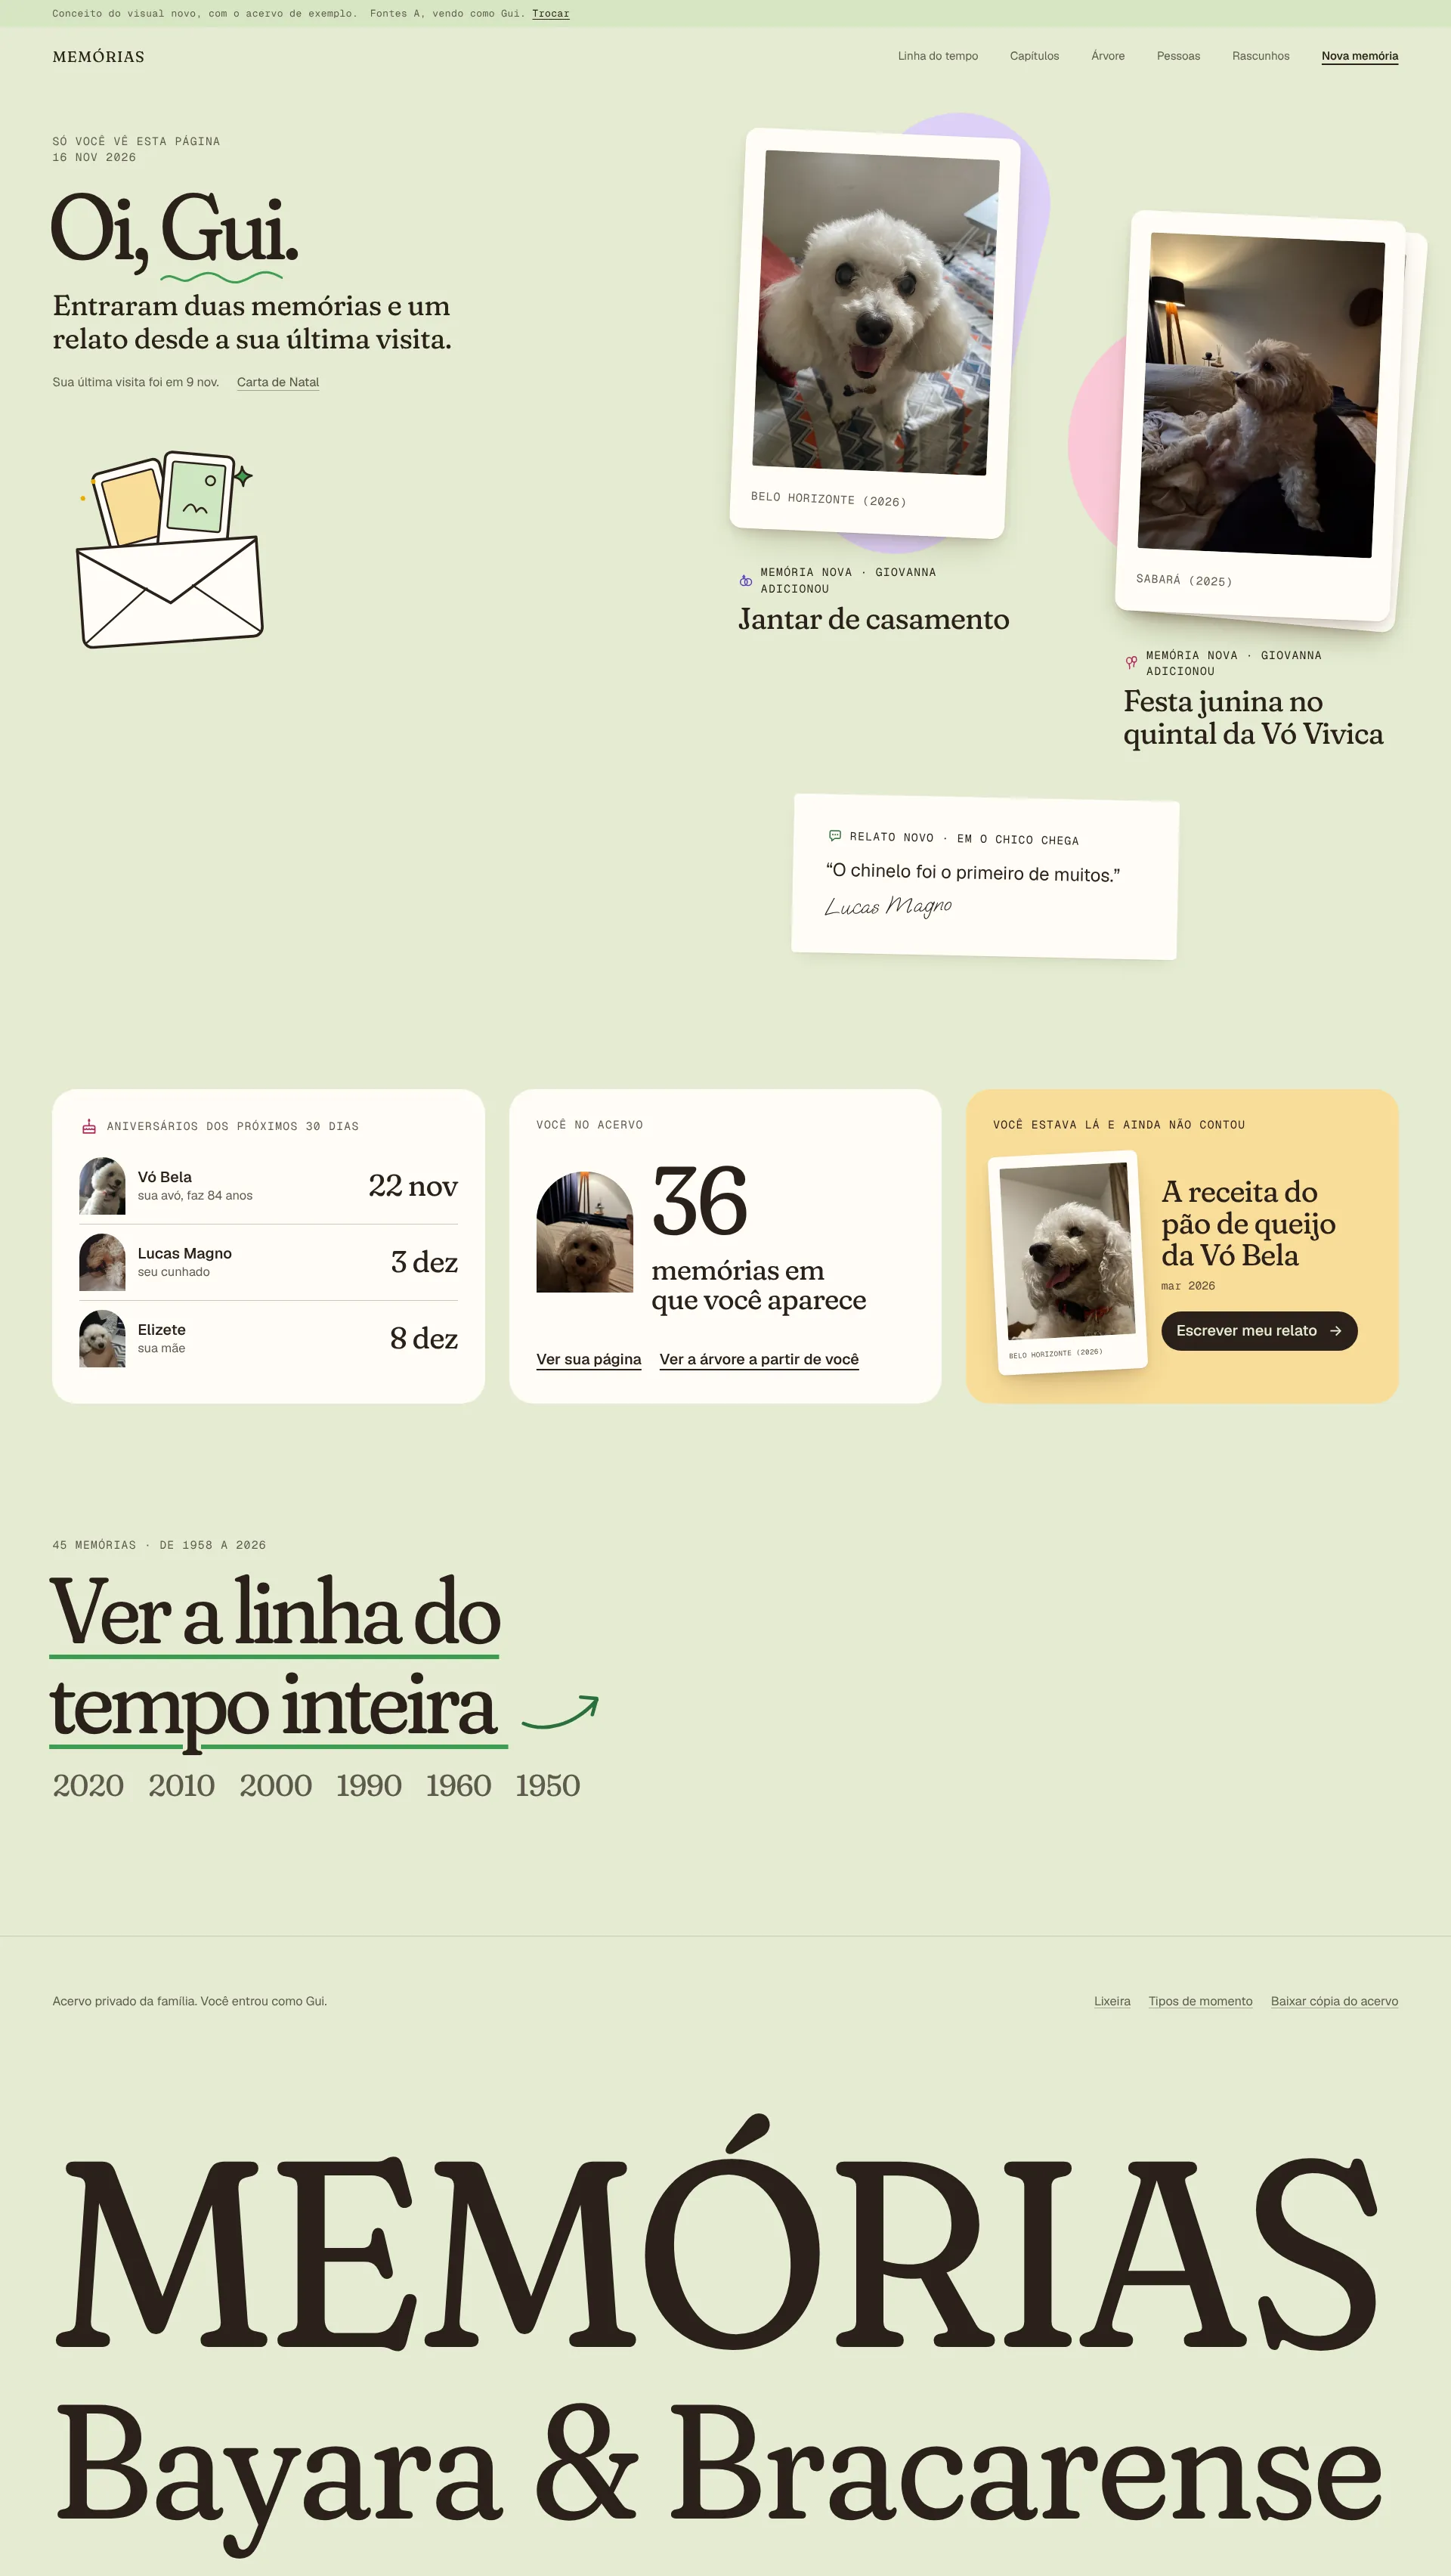 Conceito do visual novo, com o acervo de exemplo. Fontes A, vendo como Gui. Trocar
MEMÓRIAS
Linha do tempo
Capítulos
Árvore
Pessoas
Rascunhos
Nova memória
SÓ VOCÊ VÊ ESTA PÁGINA
16 NOV 2026
Oi, Gui.
Entraram duas memórias e um
relato desde a sua última visita.
Sua última visita foi em 9 nov.
Carta de Natal
BELO HORIZONTE (2026)
MEMÓRIA NOVA · GIOVANNA
ADICIONOU
Jantar de casamento
SABARÁ (2025)
MEMÓRIA NOVA · GIOVANNA
ADICIONOU
Festa junina no
quintal da Vó Vivica
RELATO NOVO · EM O CHICO CHEGA
“O chinelo foi o primeiro de muitos.”
Lucas Magno
ANIVERSÁRIOS DOS PRÓXIMOS 30 DIAS
Vó Bela
sua avó, faz 84 anos
22 nov
Lucas Magno
seu cunhado
3 dez
Elizete
sua mãe
8 dez
VOCÊ NO ACERVO
36
memórias em
que você aparece
Ver sua página
Ver a árvore a partir de você
VOCÊ ESTAVA LÁ E AINDA NÃO CONTOU
BELO HORIZONTE (2026)
A receita do
pão de queijo
da Vó Bela
mar 2026
Escrever meu relato →
45 MEMÓRIAS · DE 1958 A 2026
Ver a linha do
tempo inteira
2020 2010 2000 1990 1960 1950
Acervo privado da família. Você entrou como Gui.
Lixeira
Tipos de momento
Baixar cópia do acervo
MEMÓRIAS
Bayara & Bracarense